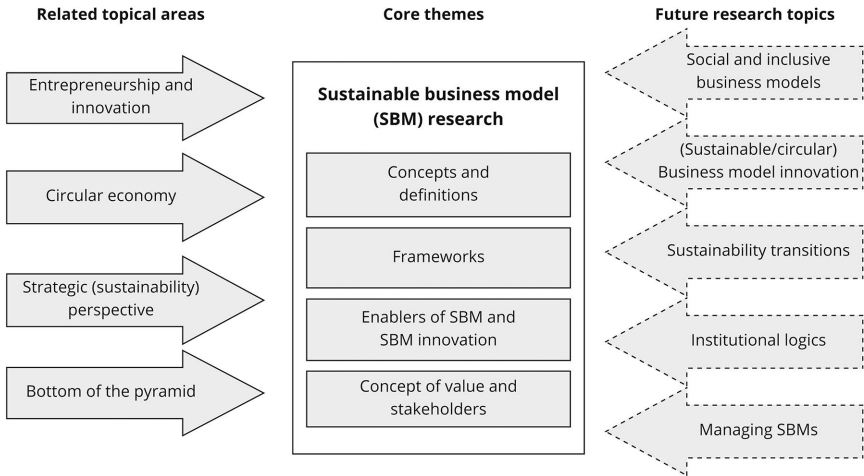 Related topical areas
Entrepreneurship and
innovation
Circular economy
Strategic (sustainability)
perspective
Bottom of the pyramid
Core themes
Sustainable business model
(SBM) research
Concepts and
definitions
Frameworks
Enablers of SBM and
SBM innovation
Concept of value and
stakeholders
Future research topics
Social and inclusive
business models
(Sustainable/circular)
Business model innovation
Sustainability transitions
Institutional logics
Managing SBMs